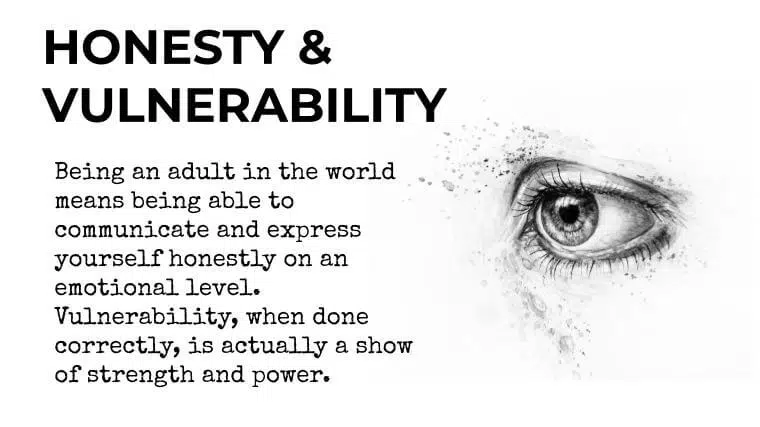 HONESTY &
VULNERABILITY
Being an adult in the world
means being able to
communicate and express
yourself honestly on an
emotional level.
Vulnerability, when done
correctly, is actually a show
of strength and power.